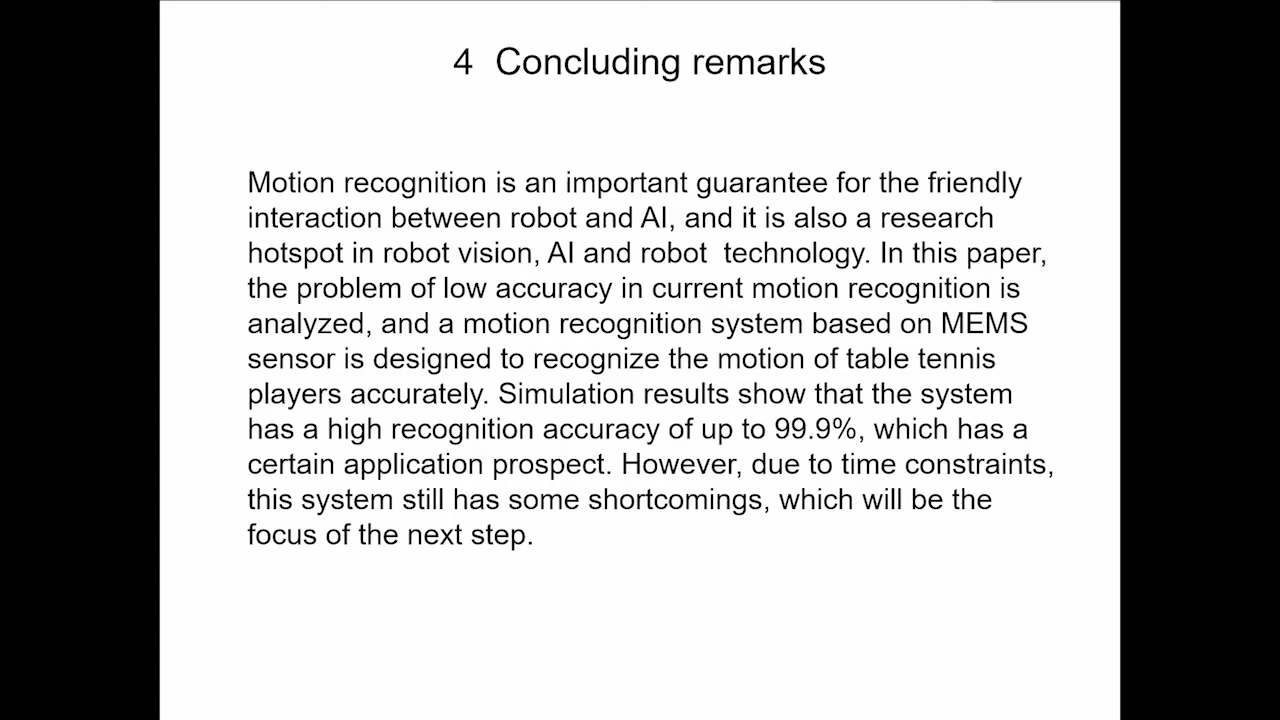 4 Concluding remarks
Motion recognition is an important guarantee for the friendly
interaction between robot and AI, and it is also a research
hotspot in robot vision, AI and robot technology. In this paper,
the problem of low accuracy in current motion recognition is
analyzed, and a motion recognition system based on MEMS
sensor is designed to recognize the motion of table tennis
players accurately. Simulation results show that the system
has a high recognition accuracy of up to 99.9%, which has a
certain application prospect. However, due to time constraints,
this system still has some shortcomings, which will be the
focus of the next step.